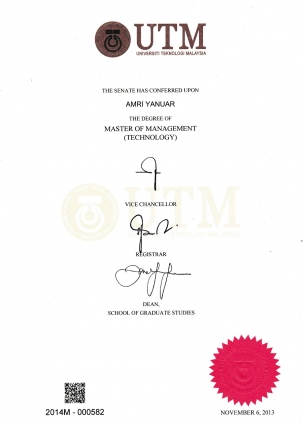 UTM
UNIVERSITI TEKNOLOGI MALAYSIA
THE SENATE HAS CONFERRED UPON
AMRI YANUAR
THE DEGREE OF
MASTER OF MANAGEMENT
(TECHNOLOGY)
UTM
VICE CHANCELLOR
REGISTRAR
DEAN,
SCHOOL OF GRADUATE STUDIES
2014M - 000582
NOVEMBER 6, 2013